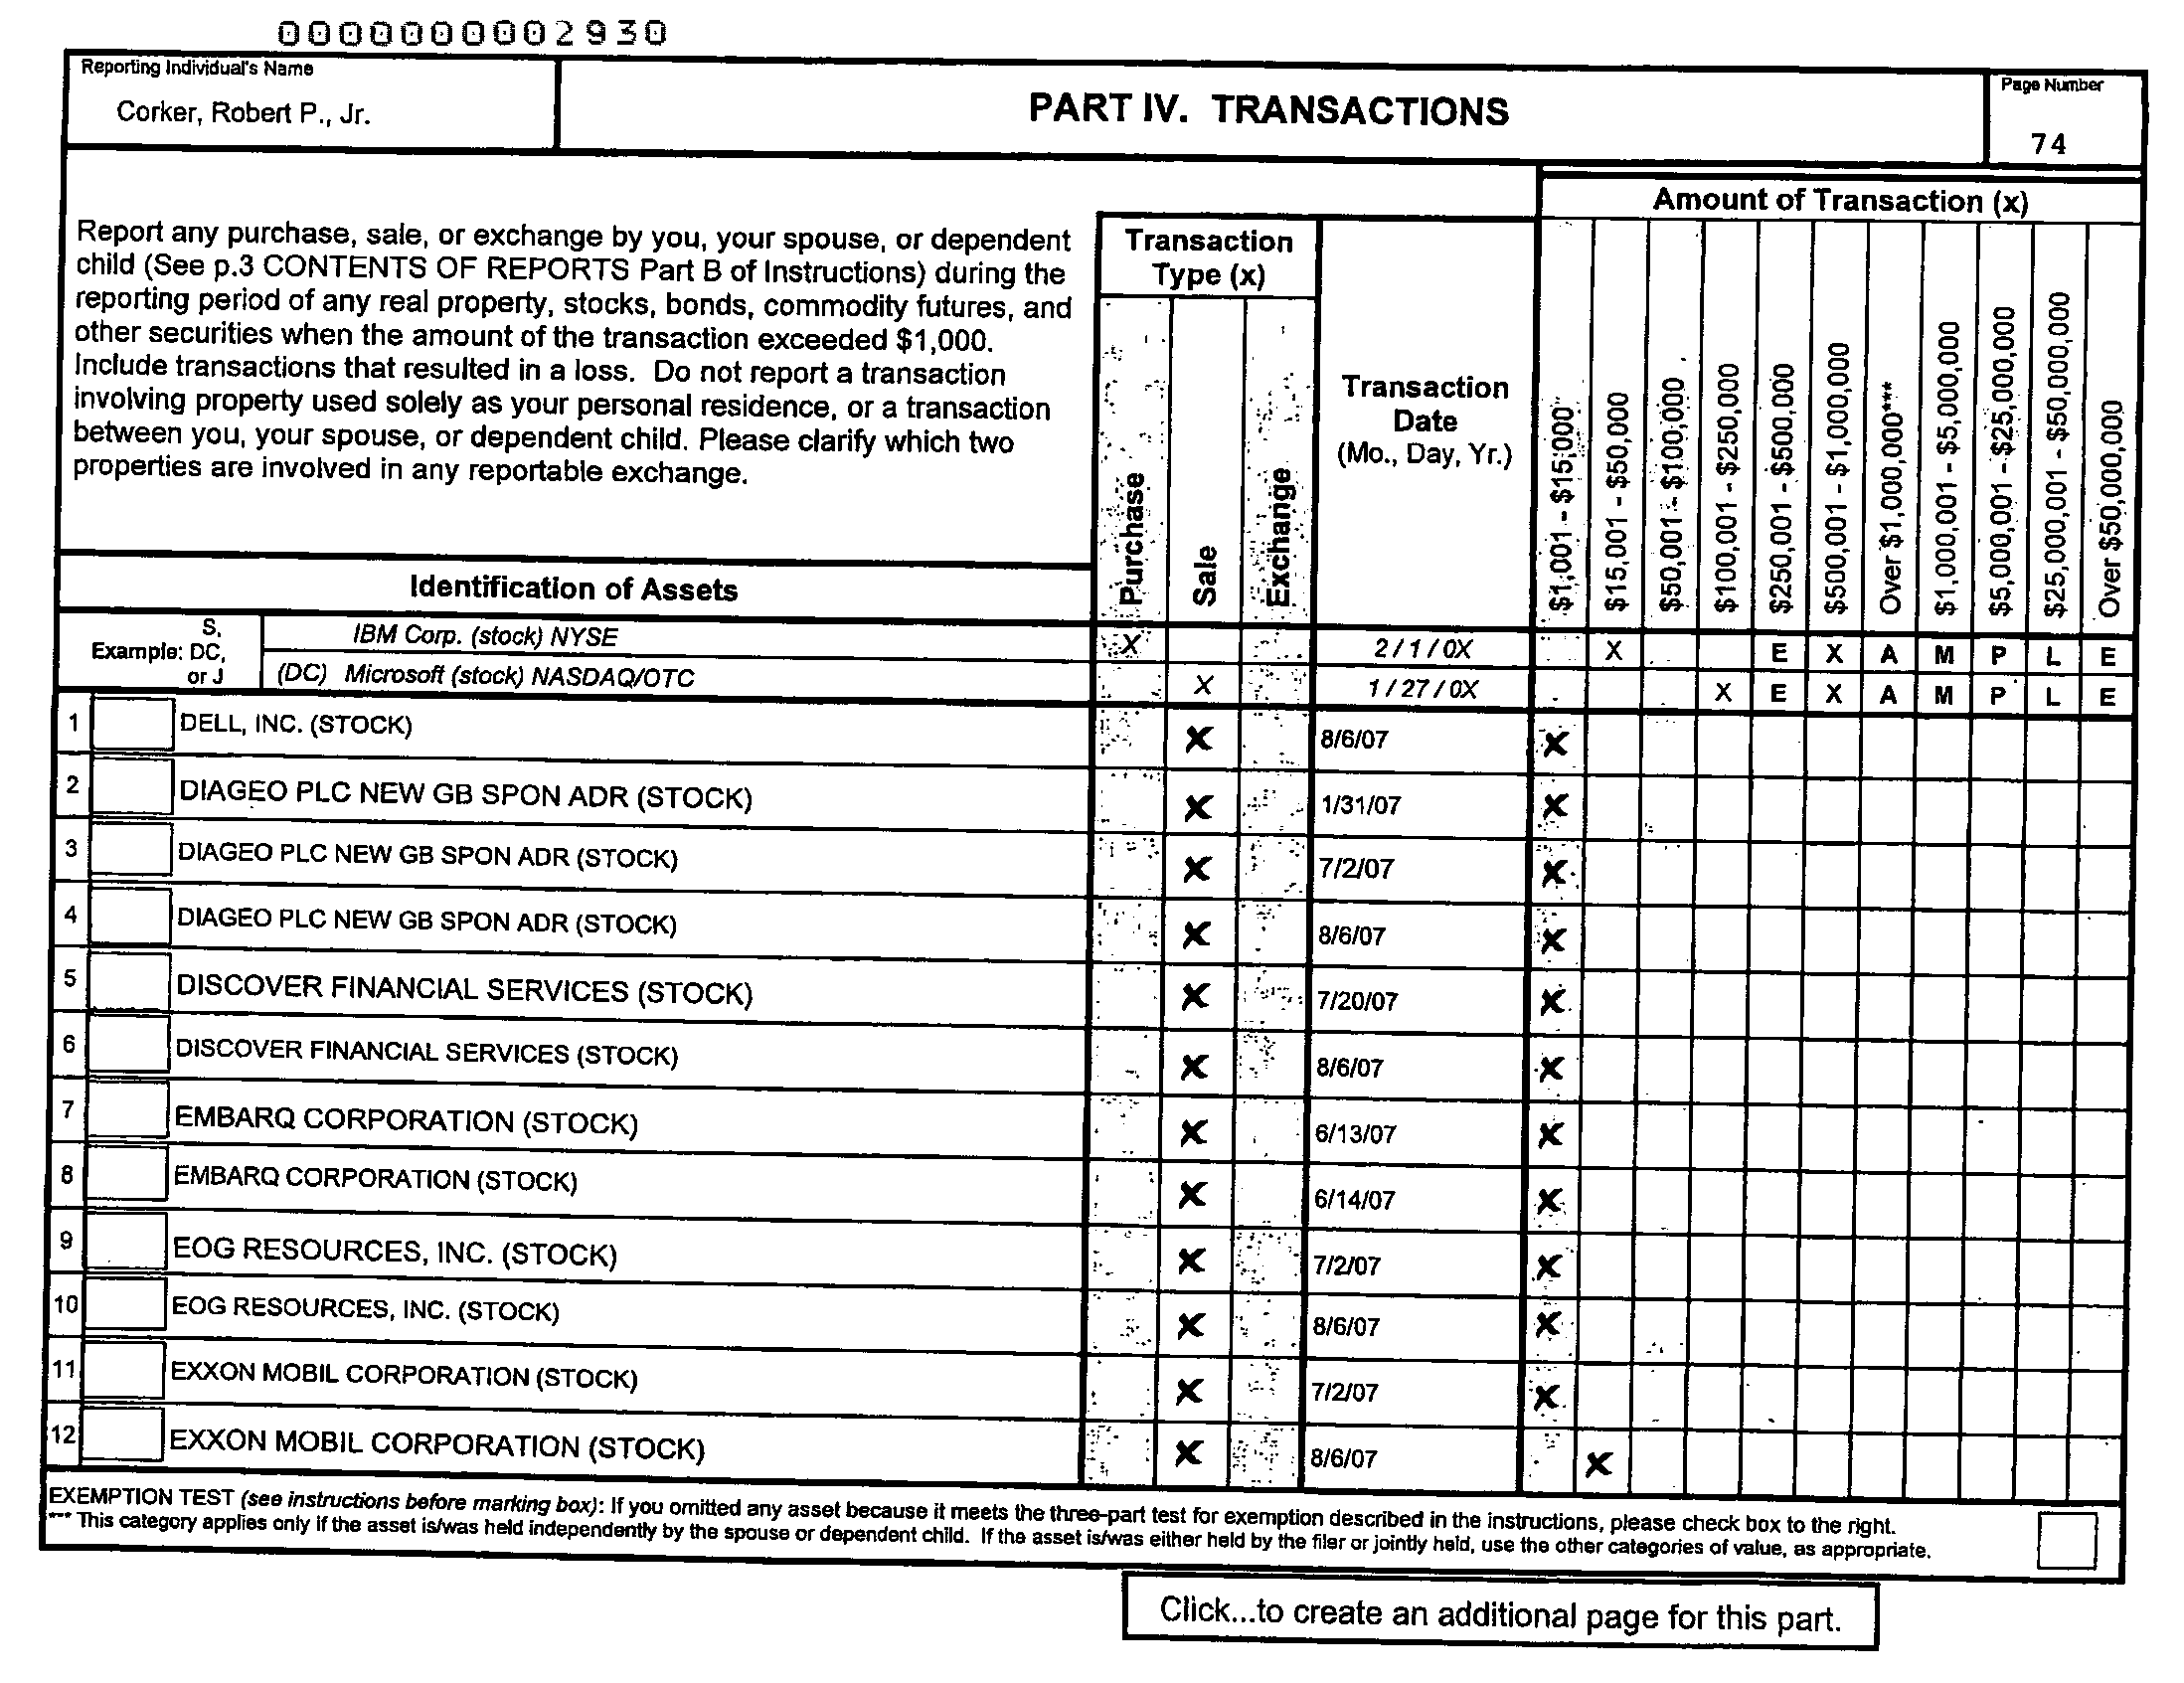 0000000002930
Reporting Individual's Name
Corker, Robert P., Jr.
PART IV. TRANSACTIONS
Page Number
74
Amount of Transaction (x)
Report any purchase, sale, or exchange by you, your spouse, or dependent
child (See p.3 CONTENTS OF REPORTS Part B of Instructions) during the
reporting period of any real property, stocks, bonds, commodity futures, and
other securities when the amount of the transaction exceeded $1,000.
Include transactions that resulted in a loss. Do not report a transaction
involving property used solely as your personal residence, or a transaction
between you, your spouse, or dependent child. Please clarify which two
properties are involved in any reportable exchange.
Transaction
Type (x)
Purchase
Sale
Exchange
Transaction
Date
(Mo., Day, Yr.)
$1,001 - $15,000
$15,001 - $50,000
$50,001 - $100,000
$100,001 - $250,000
$250,001 - $500,000
$500,001 - $1,000,000
Over $1,000,000***
$1,000,001 - $5,000,000
$5,000,001 - $25,000,000
$25,000,001 - $50,000,000
Over $50,000,000
Identification of Assets
Example: S, DC, or J
IBM Corp. (stock) NYSE X 2 / 1 / 0X X E X A M P L E
(DC) Microsoft (stock) NASDAQ/OTC X 1 / 27 / 0X X E X A M P L E
1 DELL, INC. (STOCK) X 8/6/07 X
2 DIAGEO PLC NEW GB SPON ADR (STOCK) X 1/31/07 X
3 DIAGEO PLC NEW GB SPON ADR (STOCK) X 7/2/07 X
4 DIAGEO PLC NEW GB SPON ADR (STOCK) X 8/6/07 X
5 DISCOVER FINANCIAL SERVICES (STOCK) X 7/20/07 X
6 DISCOVER FINANCIAL SERVICES (STOCK) X 8/6/07 X
7 EMBARQ CORPORATION (STOCK) X 6/13/07 X
8 EMBARQ CORPORATION (STOCK) X 6/14/07 X
9 EOG RESOURCES, INC. (STOCK) X 7/2/07 X
10 EOG RESOURCES, INC. (STOCK) X 8/6/07 X
11 EXXON MOBIL CORPORATION (STOCK) X 7/2/07 X
12 EXXON MOBIL CORPORATION (STOCK) X 8/6/07 X
EXEMPTION TEST (see instructions before marking box): If you omitted any asset because it meets the three-part test for exemption described in the instructions, please check box to the right.
*** This category applies only if the asset is/was held independently by the spouse or dependent child. If the asset is/was either held by the filer or jointly held, use the other categories of value, as appropriate.
Click...to create an additional page for this part.